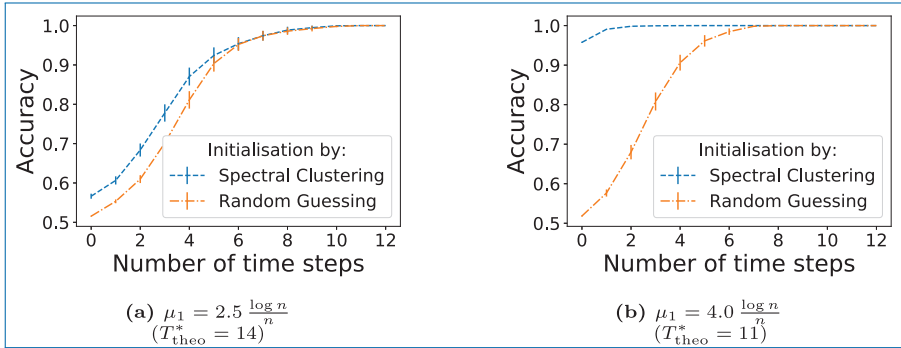 1.0
0.9
0.8
0.7
0.6
0.5
Accuracy
Initialisation by:
Spectral Clustering
Random Guessing
0 2 4 6 8 10 12
Number of time steps
(a) μ₁ = 2.5 log n / n
(T*theo = 14)
1.0
0.9
0.8
0.7
0.6
0.5
Accuracy
Initialisation by:
Spectral Clustering
Random Guessing
0 2 4 6 8 10 12
Number of time steps
(b) μ₁ = 4.0 log n / n
(T*theo = 11)